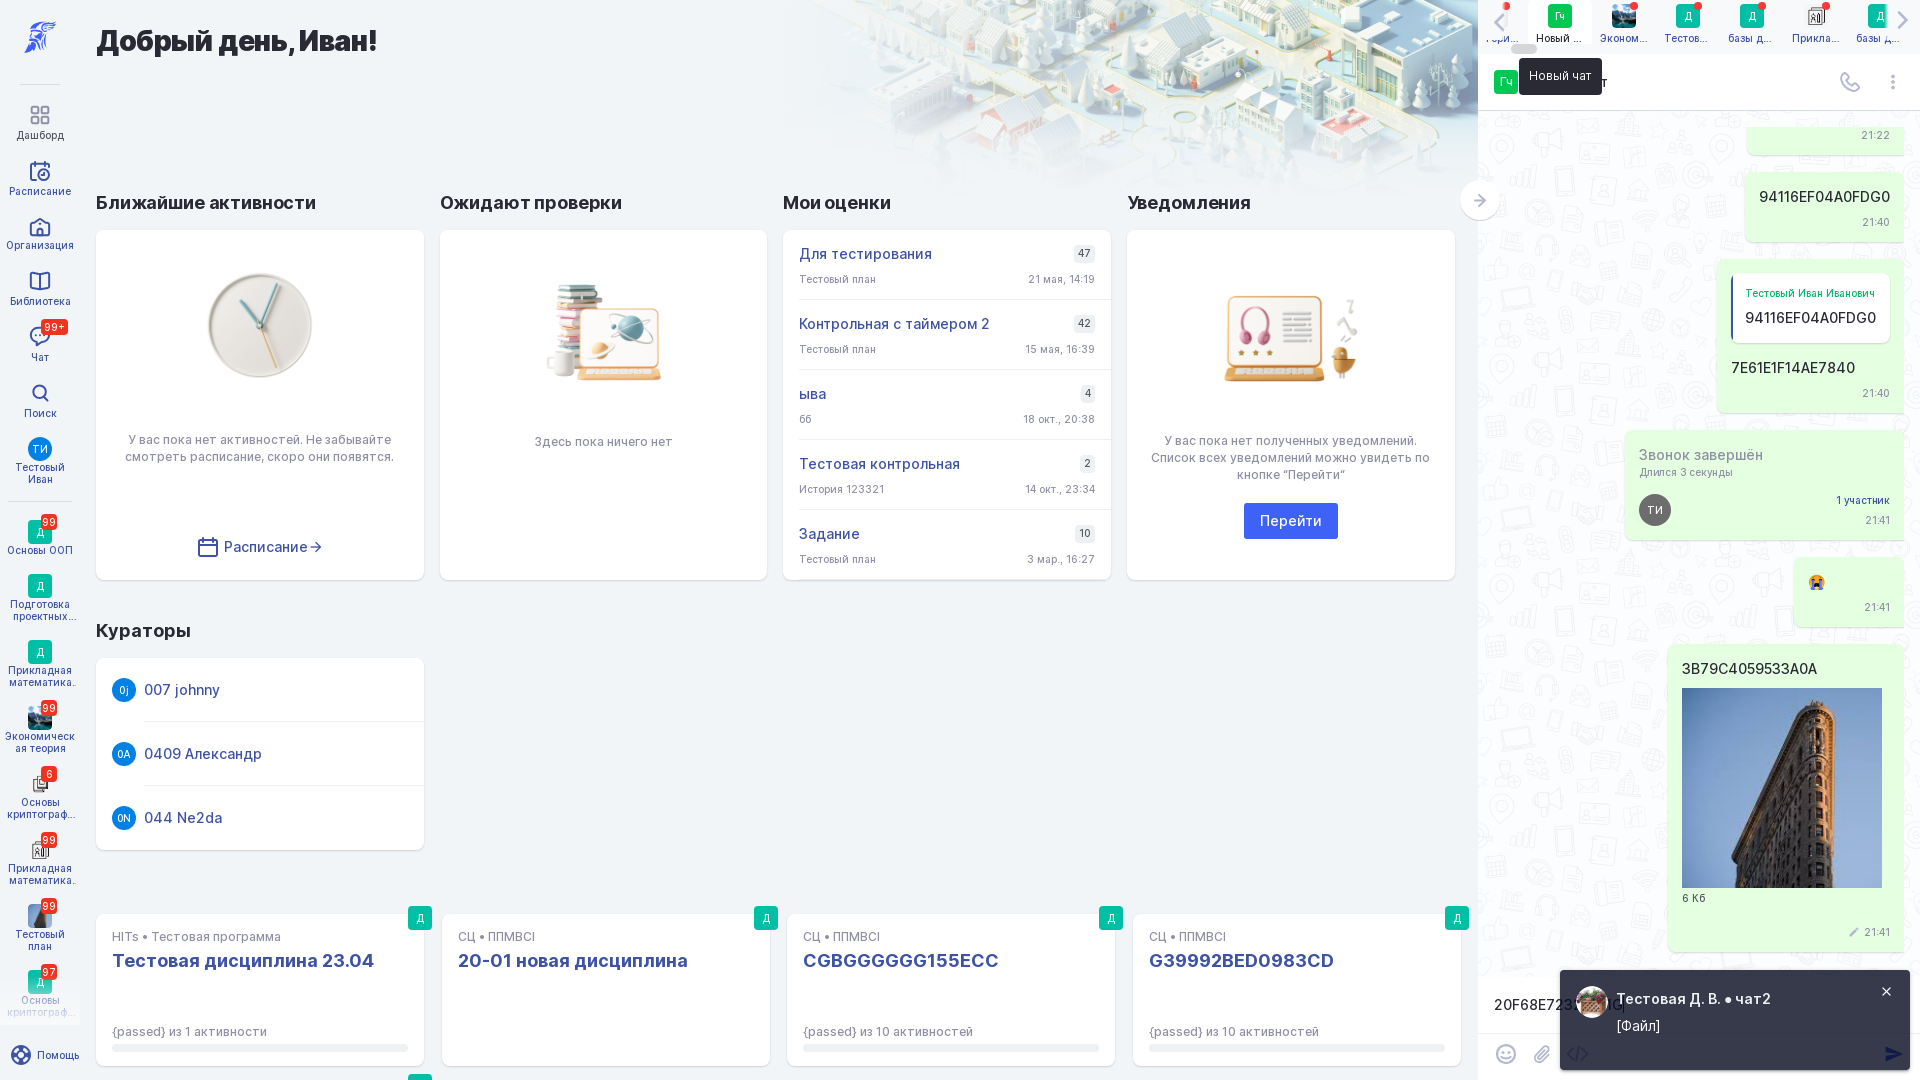 Добрый день, Иван!
Дашборд
Расписание
Организация
Библиотека
99+
Чат
Поиск
ТИ
Тестовый
Иван
99
Д
Основы ООП
Д
Подготовка
проектных...
Д
Прикладная
математика.
99
Экономическ
ая теория
6
Основы
криптограф...
99
Прикладная
математика.
99
Тестовый
план
97
Д
Основы
криптограф...
Помощь
Ближайшие активности
У вас пока нет активностей. Не забывайте
смотреть расписание, скоро они появятся.
Расписание
Ожидают проверки
Здесь пока ничего нет
Мои оценки
Для тестирования 47
Тестовый план 21 мая, 14:19
Контрольная с таймером 2 42
Тестовый план 15 мая, 16:39
ыва 4
66 18 окт., 20:38
Тестовая контрольная 2
История 123321 14 окт., 23:34
Задание 10
Тестовый план 3 мар., 16:27
Уведомления
У вас пока нет полученных уведомлений.
Список всех уведомлений можно увидеть по
кнопке “Перейти“
Перейти
Кураторы
0j 007 johnny
0A 0409 Александр
0N 044 Ne2da
Д
HITs • Тестовая программа
Тестовая дисциплина 23.04
{passed} из 1 активности
Д
СЦ • ППМВСI
20-01 новая дисциплина
Д
СЦ • ППМВСI
CGBGGGGGG155ECC
{passed} из 10 активностей
Д
СЦ • ППМВСI
G39992BED0983CD
{passed} из 10 активностей
Гч
Новый ...
Эконом...
Д
Тестов...
Д
базы д...
Прикла...
Д
базы д...
Гч
Новый чат
т
21:22
94116EF04A0FDG0
21:40
Тестовый Иван Иванович
94116EF04A0FDG0
7E61E1F14AE7840
21:40
Звонок завершён
Длился 3 секунды
ТИ
1 участник
21:41
21:41
3B79C4059533A0A
6 Кб
21:41
Тестовая Д. В. ● чат2
[Файл]